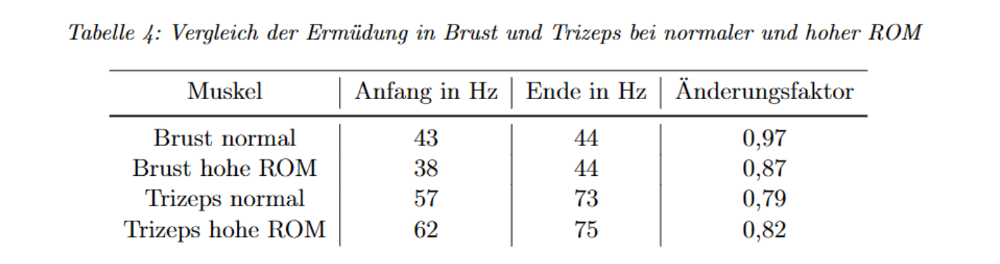 Tabelle 4: Vergleich der Ermüdung in Brust und Trizeps bei normaler und hoher ROM
Muskel Anfang in Hz Ende in Hz Änderungsfaktor
Brust normal 43 44 0,97
Brust hohe ROM 38 44 0,87
Trizeps normal 57 73 0,79
Trizeps hohe ROM 62 75 0,82